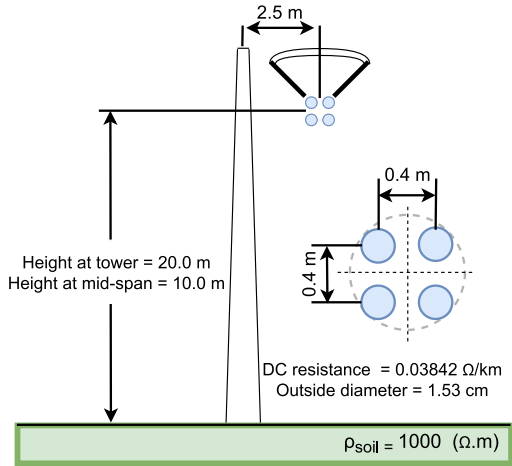 2.5 m
0.4 m
Height at tower = 20.0 m
Height at mid-span = 10.0 m
0.4 m
DC resistance = 0.03842 Ω/km
Outside diameter = 1.53 cm
ρsoil = 1000 (Ω.m)